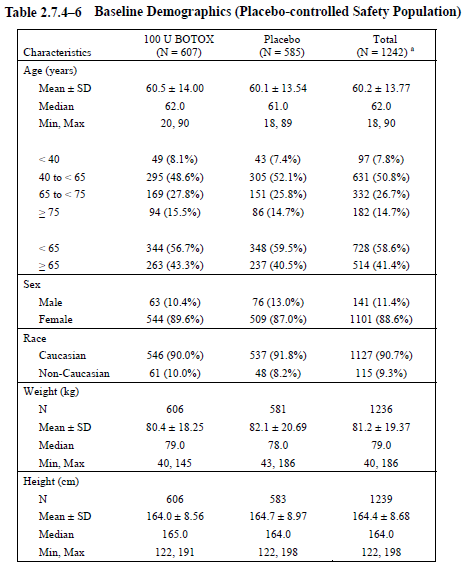 Table 2.7.4–6 Baseline Demographics (Placebo-controlled Safety Population)
100 U BOTOX Placebo Total
Characteristics (N = 607) (N = 585) (N = 1242) a
Age (years)
Mean ± SD 60.5 ± 14.00 60.1 ± 13.54 60.2 ± 13.77
Median 62.0 61.0 62.0
Min, Max 20, 90 18, 89 18, 90
< 40 49 (8.1%) 43 (7.4%) 97 (7.8%)
40 to < 65 295 (48.6%) 305 (52.1%) 631 (50.8%)
65 to < 75 169 (27.8%) 151 (25.8%) 332 (26.7%)
≥ 75 94 (15.5%) 86 (14.7%) 182 (14.7%)
< 65 344 (56.7%) 348 (59.5%) 728 (58.6%)
≥ 65 263 (43.3%) 237 (40.5%) 514 (41.4%)
Sex
Male 63 (10.4%) 76 (13.0%) 141 (11.4%)
Female 544 (89.6%) 509 (87.0%) 1101 (88.6%)
Race
Caucasian 546 (90.0%) 537 (91.8%) 1127 (90.7%)
Non-Caucasian 61 (10.0%) 48 (8.2%) 115 (9.3%)
Weight (kg)
N 606 581 1236
Mean ± SD 80.4 ± 18.25 82.1 ± 20.69 81.2 ± 19.37
Median 79.0 78.0 79.0
Min, Max 40, 145 43, 186 40, 186
Height (cm)
N 606 583 1239
Mean ± SD 164.0 ± 8.56 164.7 ± 8.97 164.4 ± 8.68
Median 165.0 164.0 164.0
Min, Max 122, 191 122, 198 122, 198